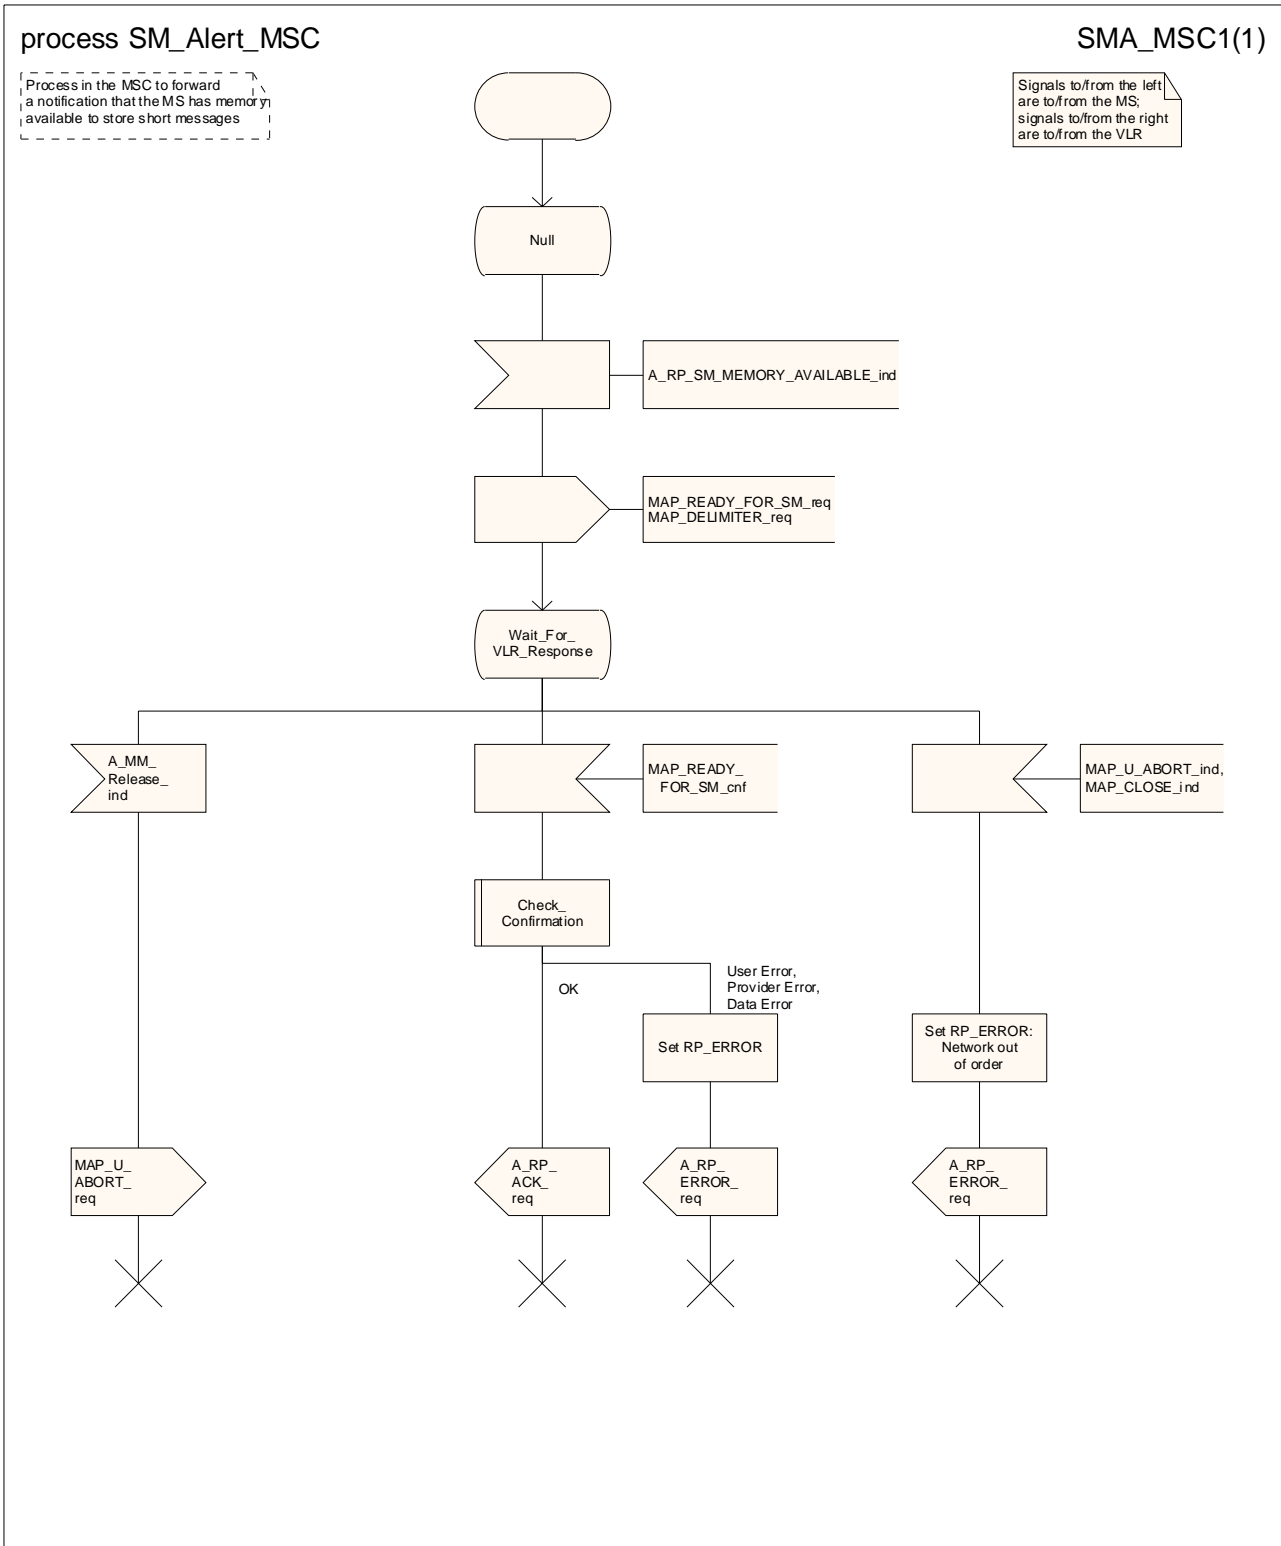 process SM_Alert_MSC
SMA_MSC1(1)
Process in the MSC to forward
a notification that the MS has memory
available to store short messages
Signals to/from the left
are to/from the MS;
signals to/from the right
are to/from the VLR
Null
A_RP_SM_MEMORY_AVAILABLE_ind
MAP_READY_FOR_SM_req
MAP_DELIMITER_req
Wait_For_
VLR_Response
A_MM_
Release_
ind
MAP_READY_
FOR_SM_cnf
MAP_U_ABORT_ind,
MAP_CLOSE_ind
Check_
Confirmation
OK
User Error,
Provider Error,
Data Error
Set RP_ERROR
Set RP_ERROR:
Network out
of order
MAP_U_
ABORT_
req
A_RP_
ACK_
req
A_RP_
ERROR_
req
A_RP_
ERROR_
req